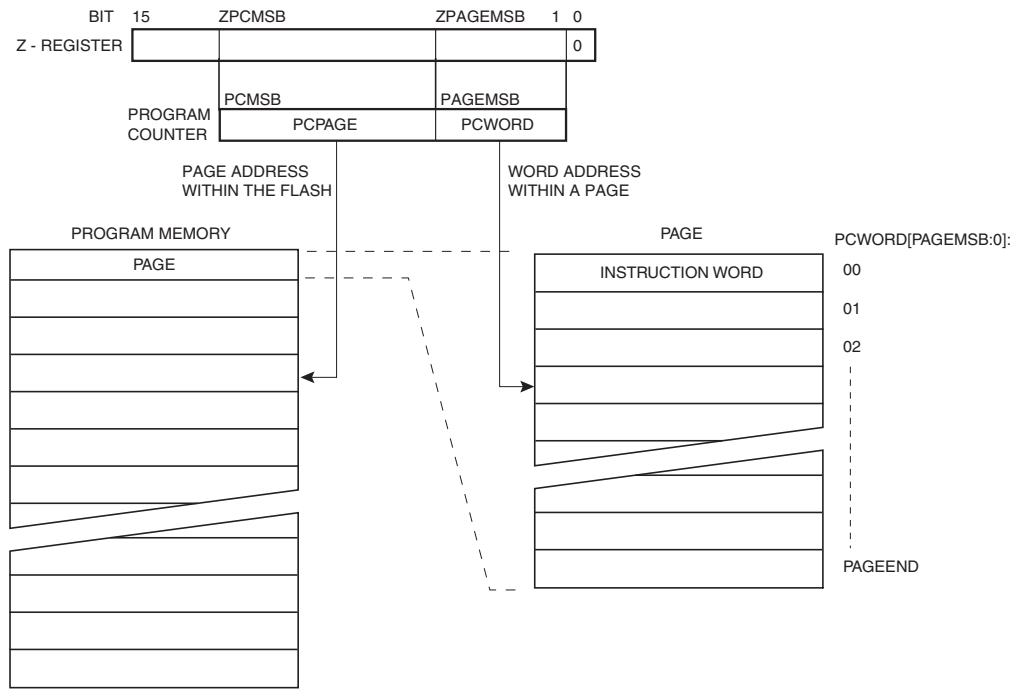 BIT 15 ZPCMSB ZPAGEMSB 1 0
Z - REGISTER 0
PCMSB PAGEMSB
PROGRAM
COUNTER
PCPAGE PCWORD
PAGE ADDRESS
WITHIN THE FLASH
WORD ADDRESS
WITHIN A PAGE
PROGRAM MEMORY
PAGE
PAGE
PCWORD[PAGEMSB:0]:
INSTRUCTION WORD 00
01
02
PAGEEND